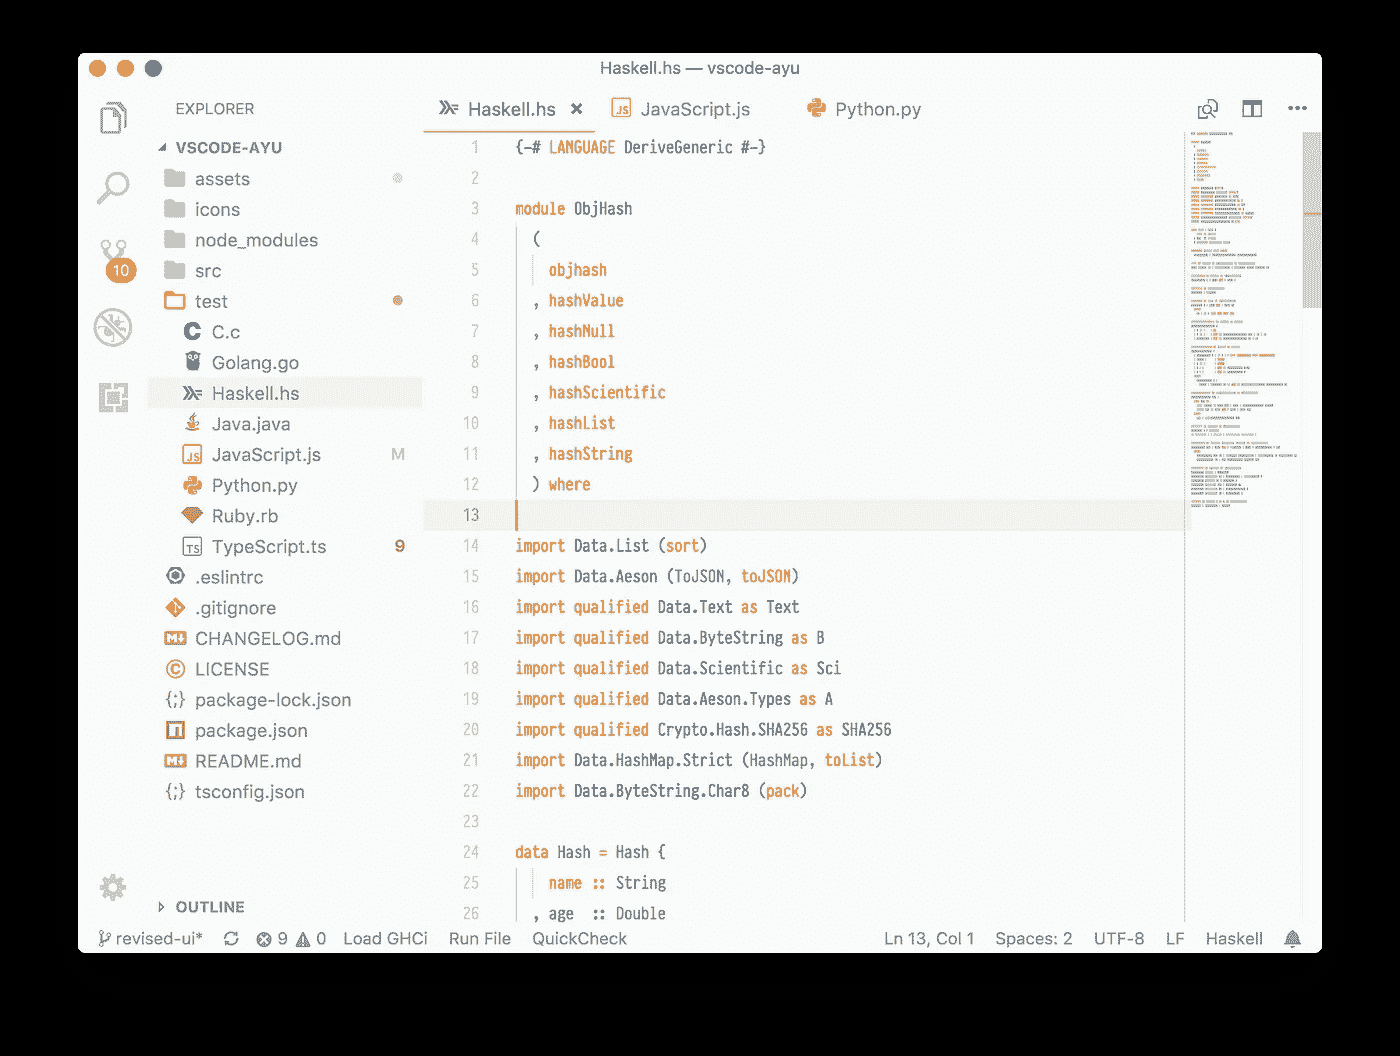 Haskell.hs — vscode-ayu
EXPLORER
Haskell.hs × JavaScript.js Python.py
VSCODE-AYU
assets
icons
node_modules
src
10
test
C.c
Golang.go
Haskell.hs
Java.java
JavaScript.js M
Python.py
Ruby.rb
TypeScript.ts 9
.eslintrc
.gitignore
CHANGELOG.md
LICENSE
package-lock.json
package.json
README.md
tsconfig.json
OUTLINE
1 {-# LANGUAGE DeriveGeneric #-}
2
3 module ObjHash
4 (
5 objhash
6 , hashValue
7 , hashNull
8 , hashBool
9 , hashScientific
10 , hashList
11 , hashString
12 ) where
13
14 import Data.List (sort)
15 import Data.Aeson (ToJSON, toJSON)
16 import qualified Data.Text as Text
17 import qualified Data.ByteString as B
18 import qualified Data.Scientific as Sci
19 import qualified Data.Aeson.Types as A
20 import qualified Crypto.Hash.SHA256 as SHA256
21 import Data.HashMap.Strict (HashMap, toList)
22 import Data.ByteString.Char8 (pack)
23
24 data Hash = Hash {
25 name :: String
26 , age :: Double
revised-ui* 9 0 Load GHCi Run File QuickCheck Ln 13, Col 1 Spaces: 2 UTF-8 LF Haskell